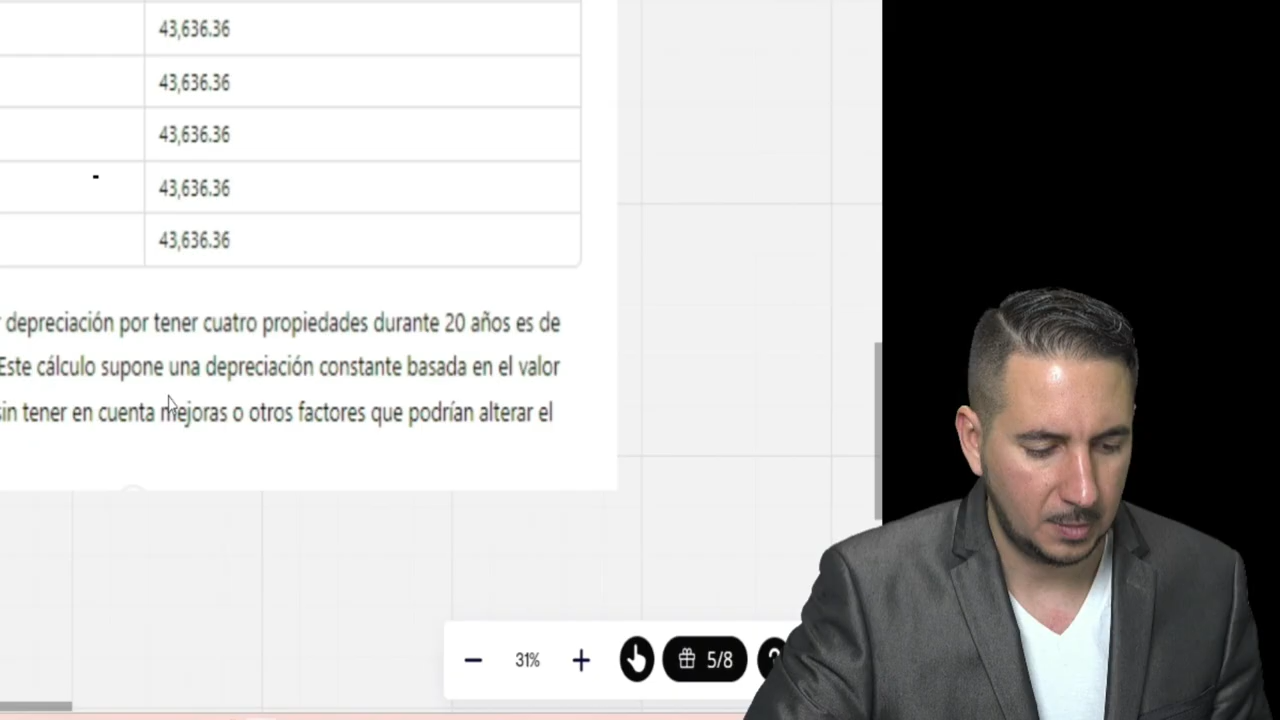 43,636.36
43,636.36
43,636.36
43,636.36
43,636.36
depreciación por tener cuatro propiedades durante 20 años es de
Este cálculo supone una depreciación constante basada en el valor
sin tener en cuenta mejoras o otros factores que podrían alterar el
31%
5/8